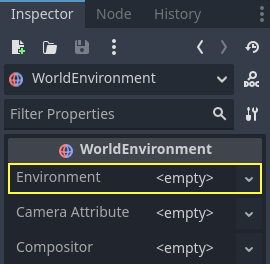 Inspector Node History
WorldEnvironment
DOC
Filter Properties
WorldEnvironment
Environment <empty>
Camera Attribute <empty>
Compositor <empty>